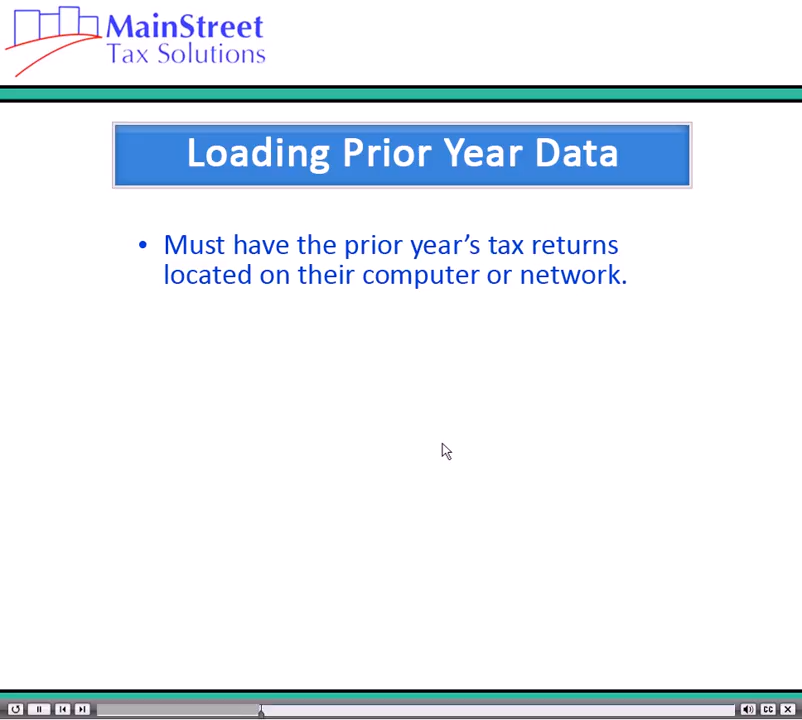 MainStreet
Tax Solutions
Loading Prior Year Data
• Must have the prior year’s tax returns
located on their computer or network.
CC